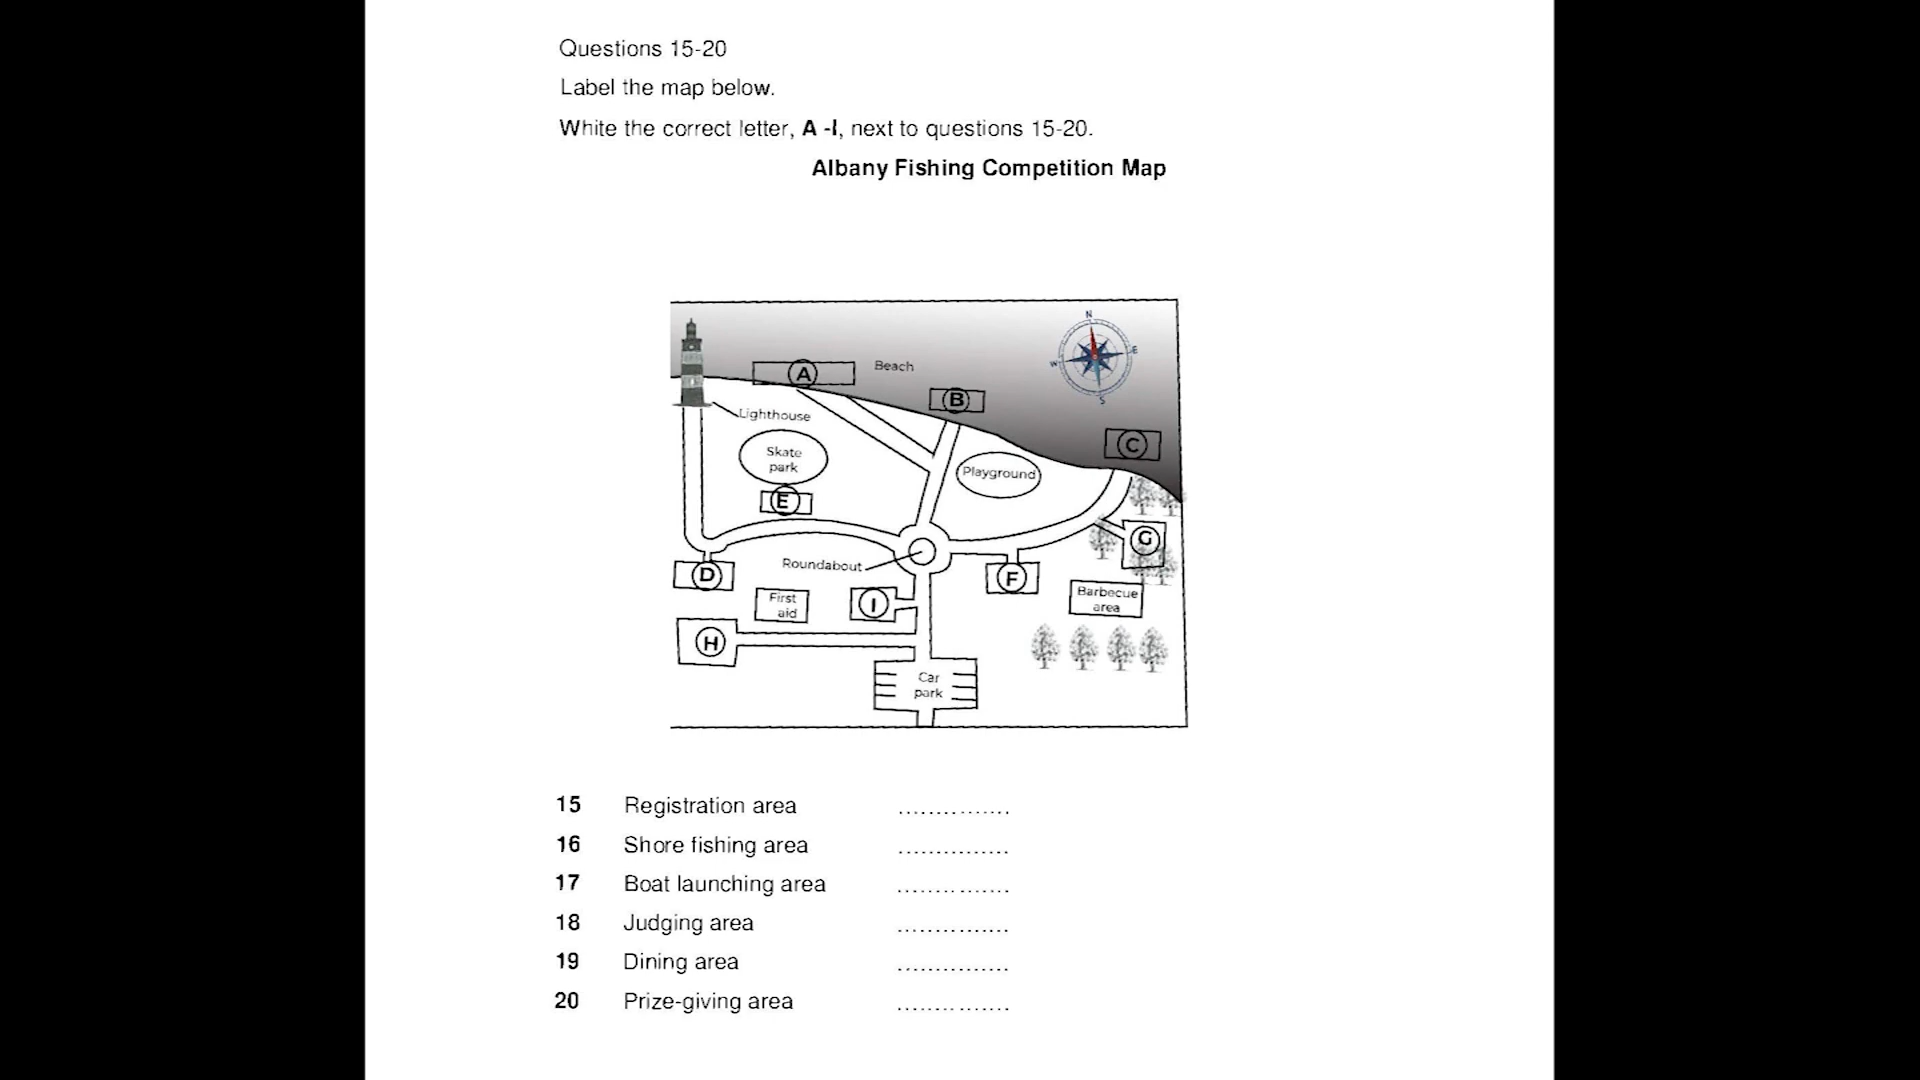 Questions 15-20
Label the map below.
White the correct letter, A -I, next to questions 15-20.
Albany Fishing Competition Map
N
W
E
S
A
Beach
B
C
Lighthouse
Skate
park
Playground
E
G
Roundabout
D
F
First
aid
I
Barbecue
area
H
Car
park
15 Registration area ...............
16 Shore fishing area ...............
17 Boat launching area ...............
18 Judging area ...............
19 Dining area ...............
20 Prize-giving area ...............